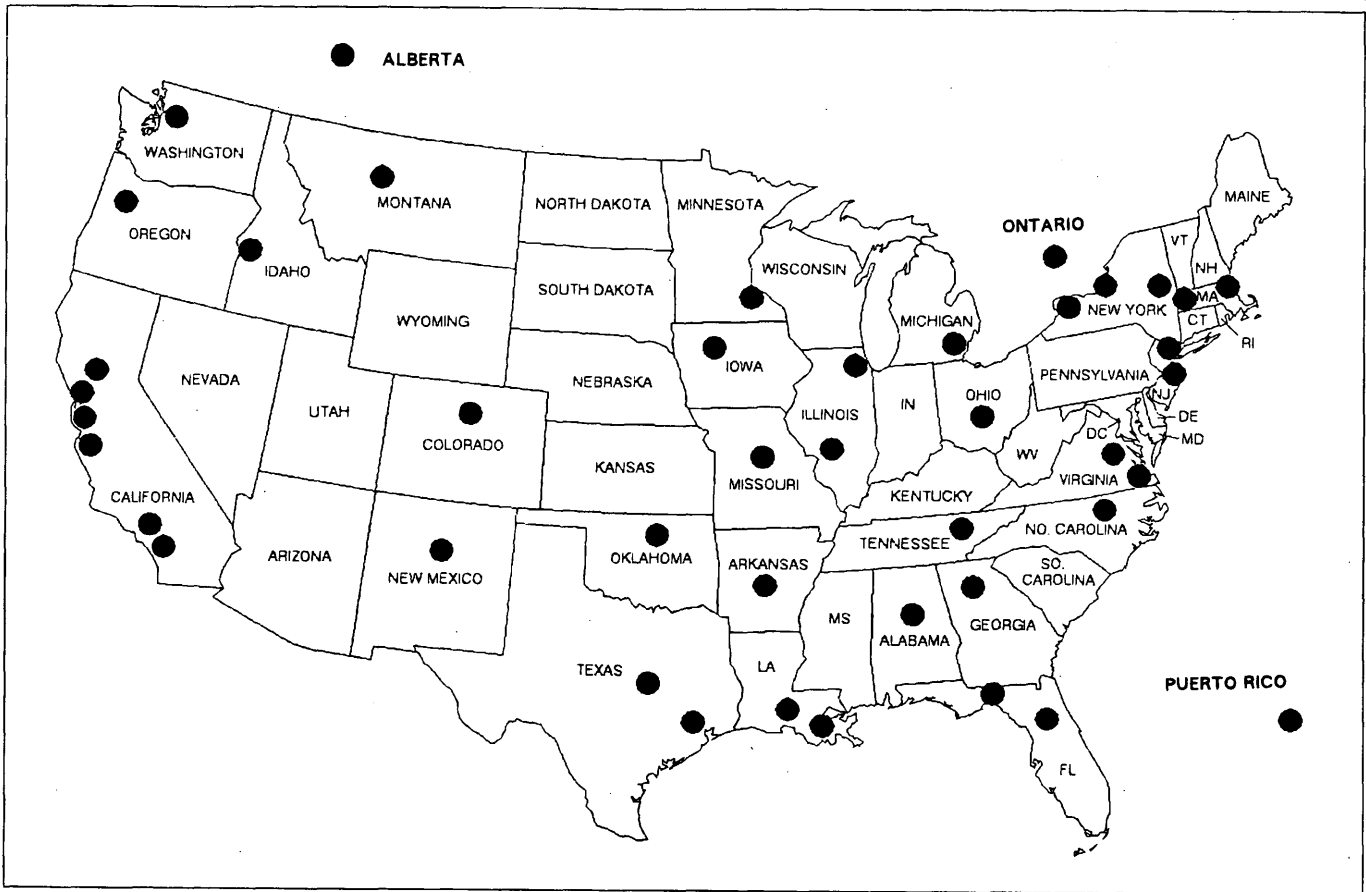 ALBERTA
WASHINGTON
MONTANA
NORTH DAKOTA
MINNESOTA
MAINE
OREGON
IDAHO
ONTARIO
VT
NH
WISCONSIN
SOUTH DAKOTA
WYOMING
MICHIGAN
NEW YORK
MA
CT
RI
IOWA
NEVADA
NEBRASKA
PENNSYLVANIA
UTAH
COLORADO
ILLINOIS
IN
OHIO
NJ
DE
MD
DC
WV
KANSAS
MISSOURI
VIRGINIA
CALIFORNIA
KENTUCKY
NO. CAROLINA
TENNESSEE
ARIZONA
NEW MEXICO
OKLAHOMA
ARKANSAS
SO.
CAROLINA
MS
ALABAMA
GEORGIA
TEXAS
LA
PUERTO RICO
FL